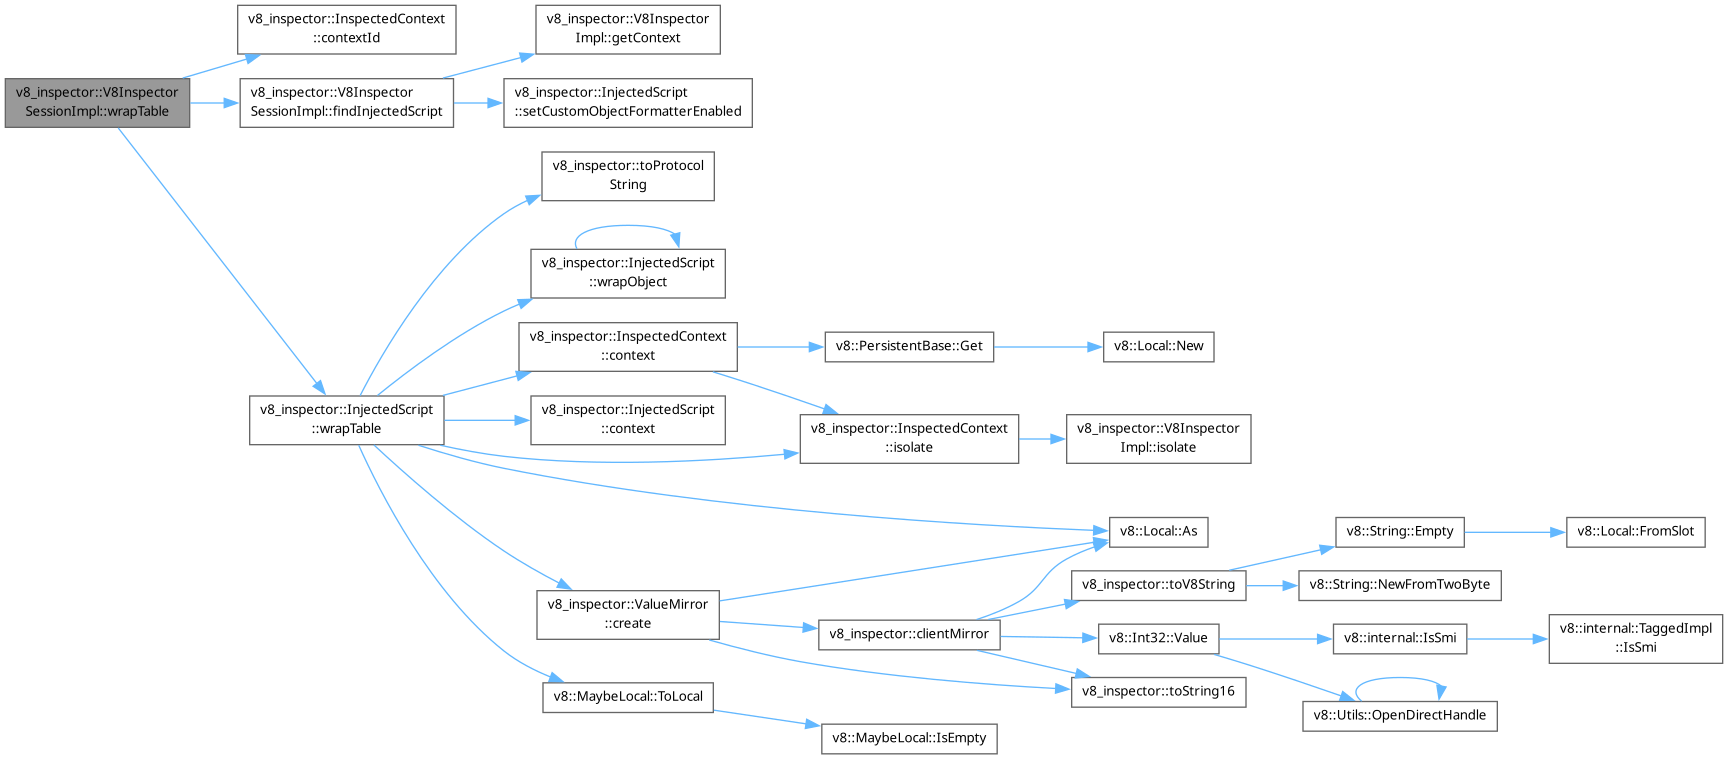 v8_inspector::V8Inspector
SessionImpl::wrapTable
v8_inspector::InspectedContext
::contextId
v8_inspector::V8Inspector
SessionImpl::findInjectedScript
v8_inspector::V8Inspector
Impl::getContext
v8_inspector::InjectedScript
::setCustomObjectFormatterEnabled
v8_inspector::InjectedScript
::wrapTable
v8_inspector::toProtocol
String
v8_inspector::InjectedScript
::wrapObject
v8_inspector::InspectedContext
::context
v8::PersistentBase::Get
v8::Local::New
v8_inspector::InjectedScript
::context
v8_inspector::InspectedContext
::isolate
v8_inspector::V8Inspector
Impl::isolate
v8::Local::As
v8_inspector::ValueMirror
::create
v8_inspector::clientMirror
v8_inspector::toV8String
v8::String::Empty
v8::Local::FromSlot
v8::String::NewFromTwoByte
v8::Int32::Value
v8::internal::IsSmi
v8::internal::TaggedImpl
::IsSmi
v8::Utils::OpenDirectHandle
v8_inspector::toString16
v8::MaybeLocal::ToLocal
v8::MaybeLocal::IsEmpty